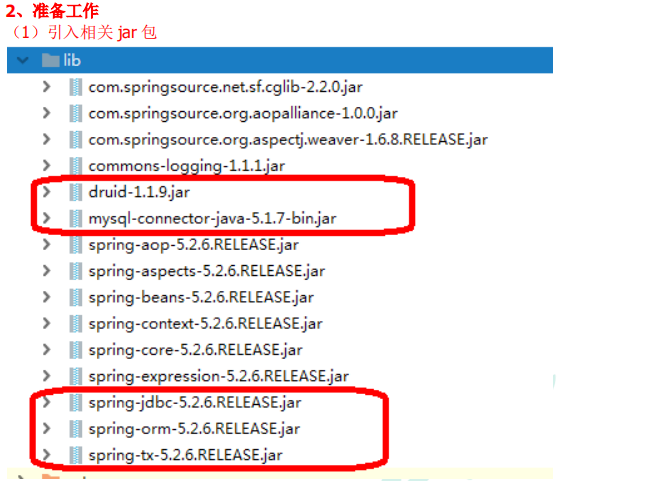 2、准备工作
（1）引入相关 jar 包
lib
com.springsource.net.sf.cglib-2.2.0.jar
com.springsource.org.aopalliance-1.0.0.jar
com.springsource.org.aspectj.weaver-1.6.8.RELEASE.jar
commons-logging-1.1.1.jar
druid-1.1.9.jar
mysql-connector-java-5.1.7-bin.jar
spring-aop-5.2.6.RELEASE.jar
spring-aspects-5.2.6.RELEASE.jar
spring-beans-5.2.6.RELEASE.jar
spring-context-5.2.6.RELEASE.jar
spring-core-5.2.6.RELEASE.jar
spring-expression-5.2.6.RELEASE.jar
spring-jdbc-5.2.6.RELEASE.jar
spring-orm-5.2.6.RELEASE.jar
spring-tx-5.2.6.RELEASE.jar